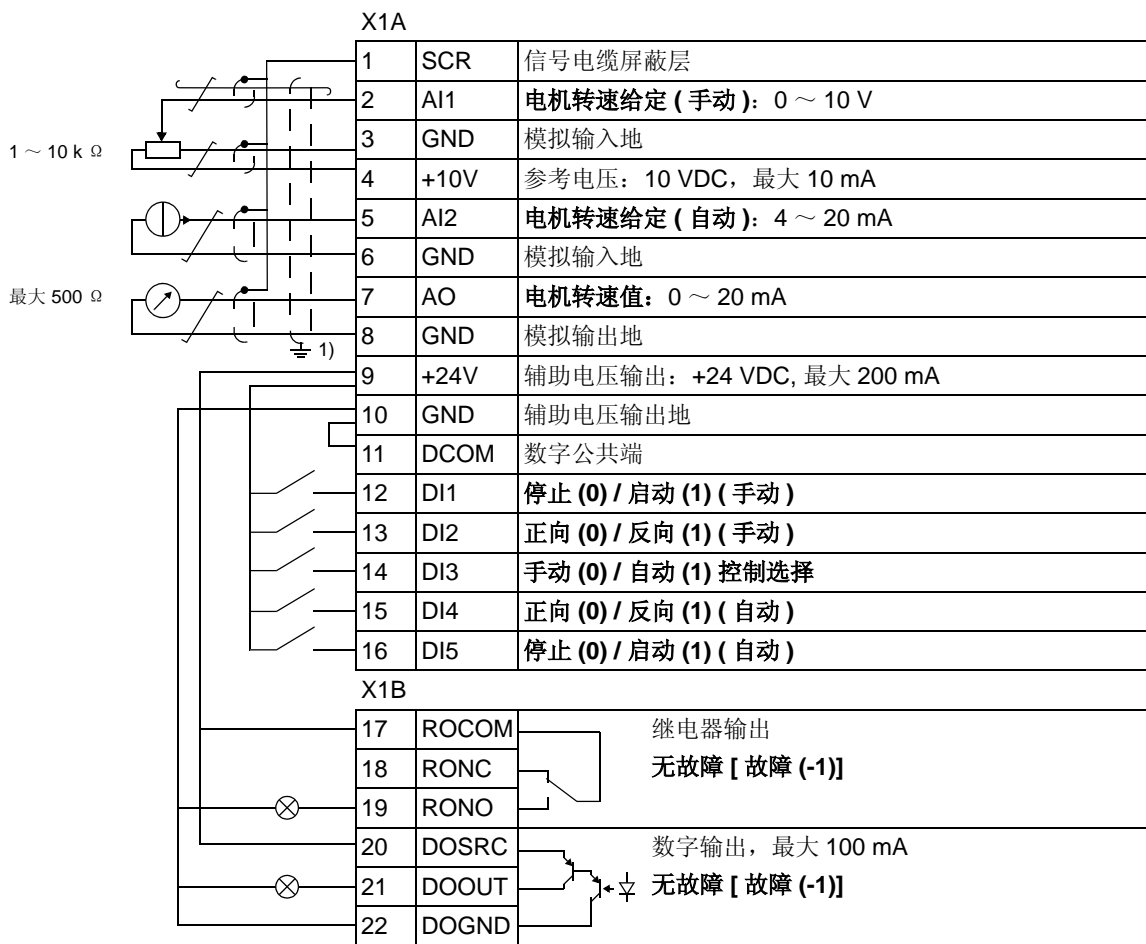 X1A
1 SCR 信号电缆屏蔽层
2 AI1 电机转速给定 ( 手动 )：0 ～ 10 V
3 GND 模拟输入地
1 ～ 10 k Ω
4 +10V 参考电压：10 VDC，最大 10 mA
5 AI2 电机转速给定 ( 自动 )：4 ～ 20 mA
6 GND 模拟输入地
最大 500 Ω
7 AO 电机转速值：0 ～ 20 mA
8 GND 模拟输出地
1)
9 +24V 辅助电压输出：+24 VDC, 最大 200 mA
10 GND 辅助电压输出地
11 DCOM 数字公共端
12 DI1 停止 (0) / 启动 (1) ( 手动 )
13 DI2 正向 (0) / 反向 (1) ( 手动 )
14 DI3 手动 (0) / 自动 (1) 控制选择
15 DI4 正向 (0) / 反向 (1) ( 自动 )
16 DI5 停止 (0) / 启动 (1) ( 自动 )
X1B
17 ROCOM 继电器输出
18 RONC 无故障 [ 故障 (-1)]
19 RONO
20 DOSRC 数字输出，最大 100 mA
21 DOOUT 无故障 [ 故障 (-1)]
22 DOGND